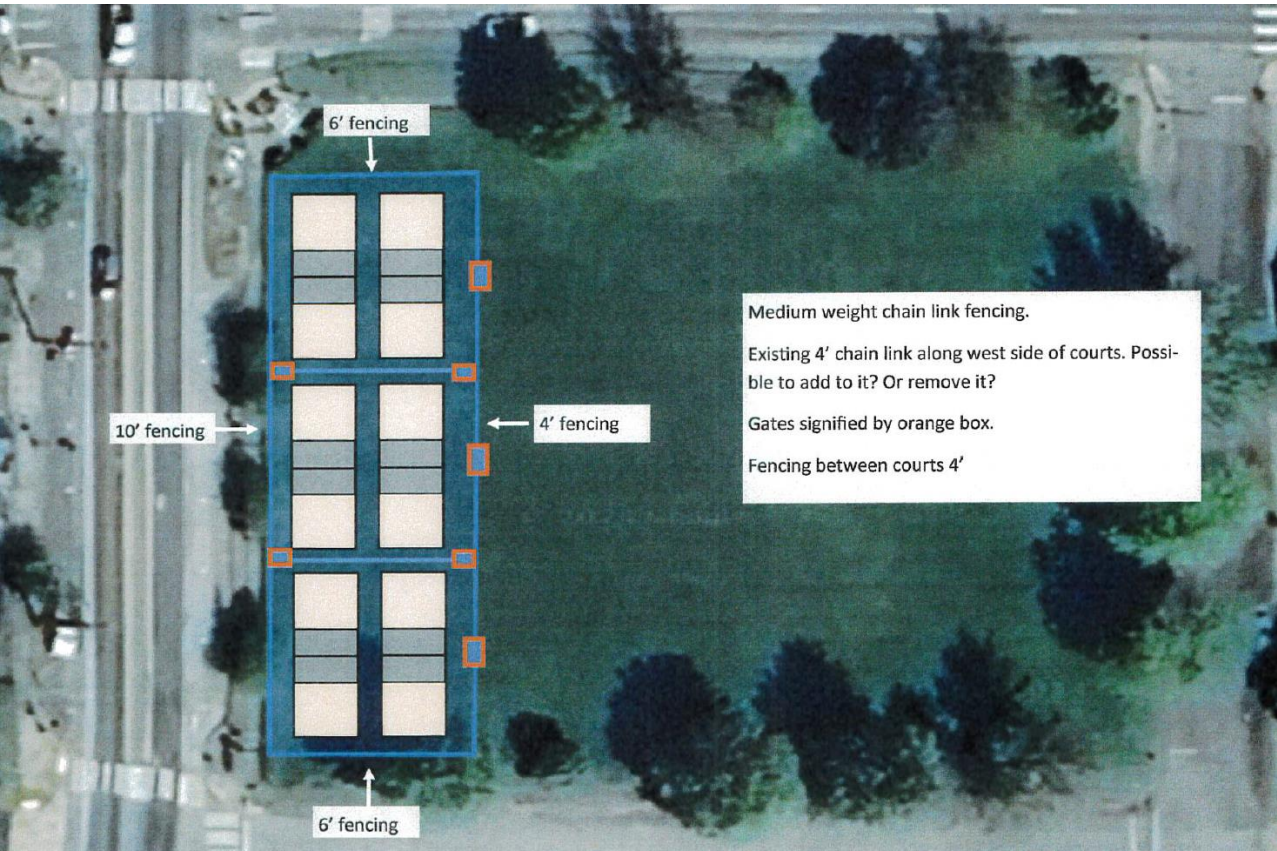 6' fencing
Medium weight chain link fencing.
Existing 4' chain link along west side of courts. Possi-
ble to add to it? Or remove it?
10' fencing
4' fencing
Gates signified by orange box.
Fencing between courts 4'
6' fencing